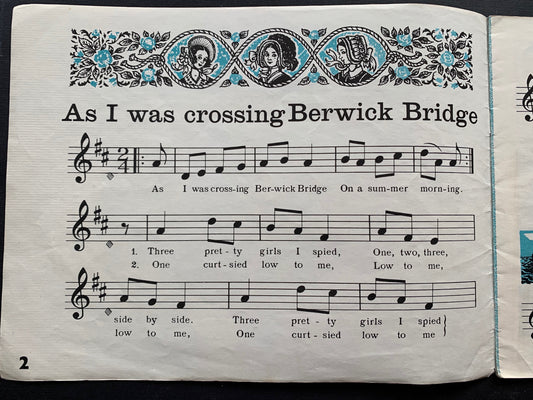 As I was crossing Berwick Bridge
2
4
As I was cross-ing Ber-wick Bridge On a sum-mer morn-ing.
1. Three pret-ty girls I spied, One, two, three,
2. One curt-sied low to me, Low to me,
side by side. Three pret-ty girls I spied
low to me, One curt-sied low to me
2